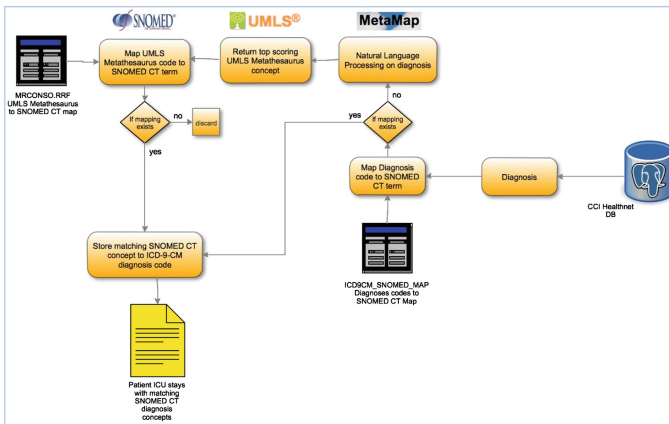 SNOMED®
UMLS®
MetaMap
Map UMLS
Metathesaurus code to
SNOMED CT term
Return top scoring
UMLS Metathesaurus
concept
Natural Language
Processing on diagnosis
MRCONSO.RRF
UMLS Metathesaurus
to SNOMED CT map
If mapping
exists
no
discard
yes
no
yes
If mapping
exists
Map Diagnosis
code to SNOMED
CT term
Diagnosis
CCI Healthnet
DB
Store matching SNOMED CT
concept to ICD-9-CM
diagnosis code
ICD9CM_SNOMED_MAP
Diagnoses codes to
SNOMED CT Map
Patient ICU stays
with matching
SNOMED CT
diagnosis
concepts